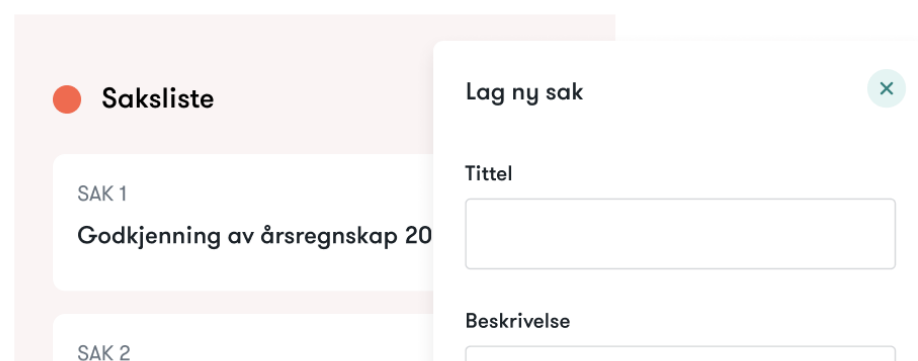 Saksliste
SAK 1
Godkjenning av årsregnskap 20
SAK 2
Lag ny sak
Tittel
Beskrivelse